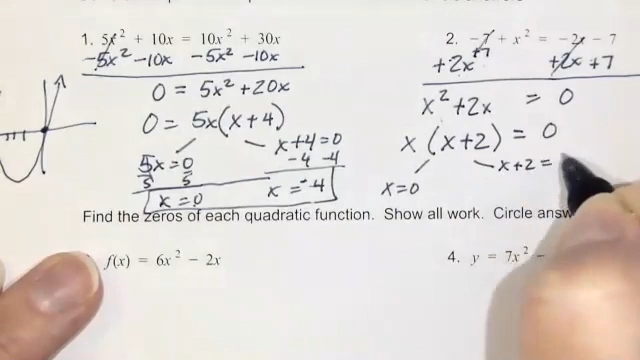 1. 5x² + 10x = 10x² + 30x
-5x² -10x -5x² -10x
0 = 5x² + 20x
0 = 5x(x+4)
5x = 0 x+4=0
5 5 -4 -4
x = 0 x = -4
2. -7 + x² = -2x - 7
+2x +7 +2x +7
x² + 2x = 0
x (x+2) = 0
x=0 x+2 =
Find the zeros of each quadratic function. Show all work. Circle
f(x) = 6x² − 2x
4. y = 7x² −